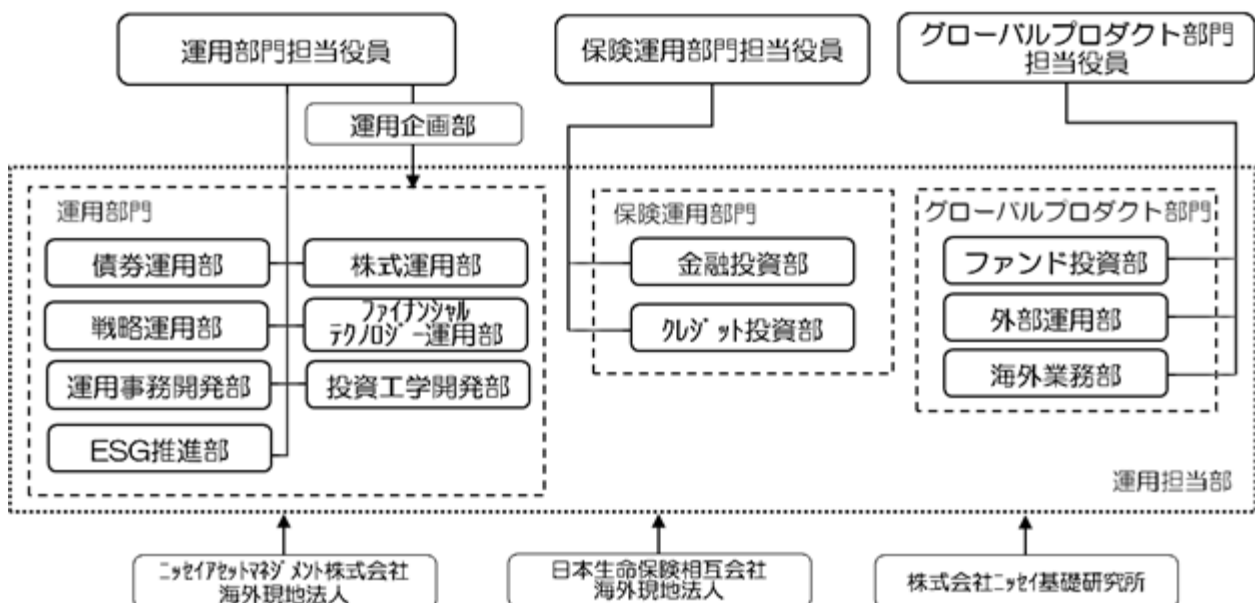 運用部門担当役員
保険運用部門担当役員
グローバルプロダクト部門
担当役員
運用企画部
運用部門
債券運用部
株式運用部
戦略運用部
ファイナンシャル
テクノロジー運用部
運用事務開発部
投資工学開発部
ESG推進部
保険運用部門
金融投資部
クレジット投資部
グローバルプロダクト部門
ファンド投資部
外部運用部
海外業務部
運用担当部
ニッセイアセットマネジメント株式会社
海外現地法人
日本生命保険相互会社
海外現地法人
株式会社ニッセイ基礎研究所